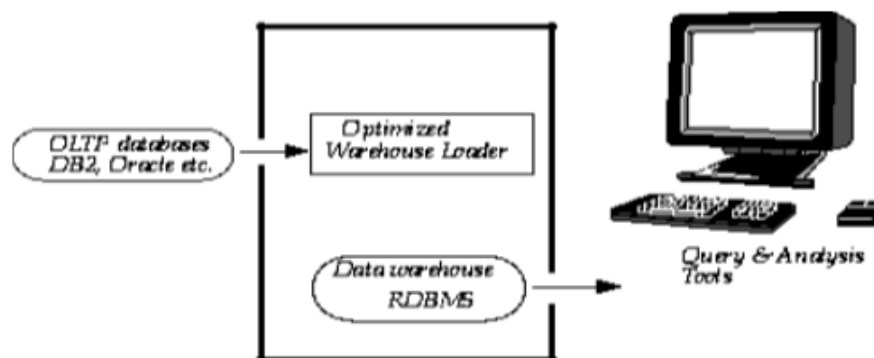 OLTP databases
DB2, Oracle etc.
Optimized
Warehouse Loader
Data warehouse
RDBMS
Query & Analysis
Tools